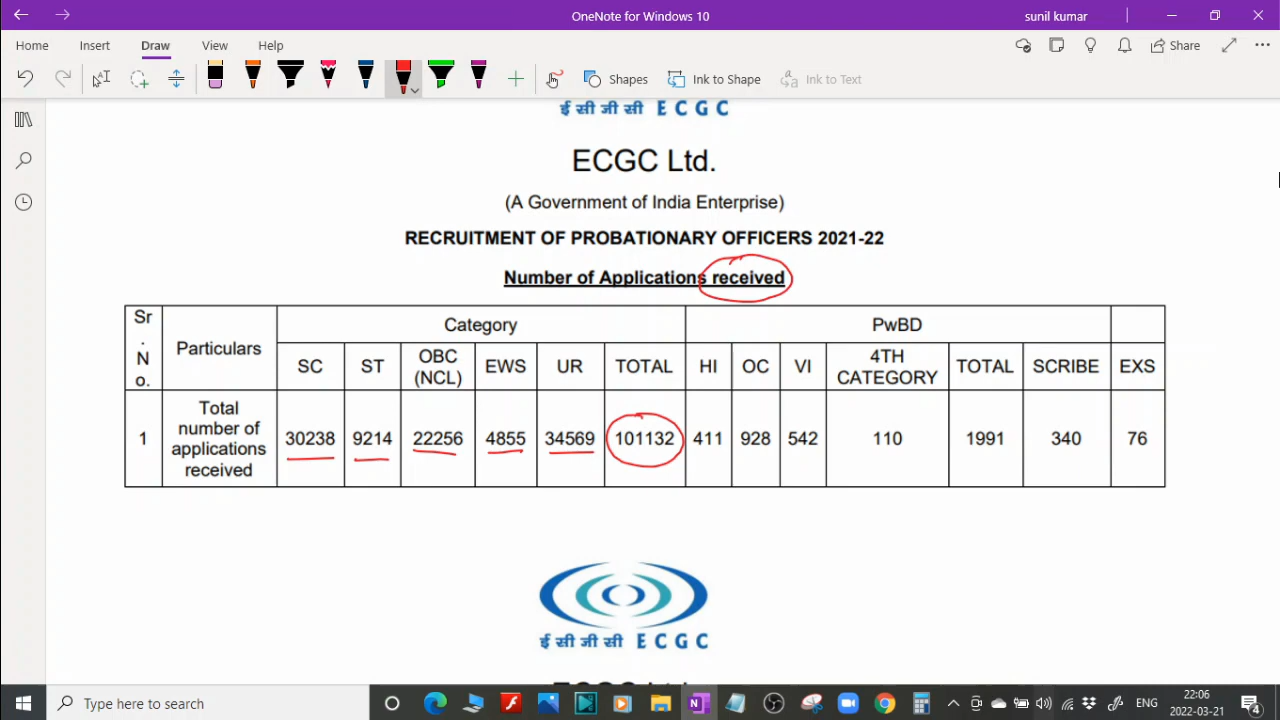 OneNote for Windows 10
sunil kumar
Home Insert Draw View Help
Share
Shapes
Ink to Shape
Ink to Text
ई सी जी सी E C G C
ECGC Ltd.
(A Government of India Enterprise)
RECRUITMENT OF PROBATIONARY OFFICERS 2021-22
Number of Applications received
Sr . N o. Particulars Category PwBD
SC ST OBC (NCL) EWS UR TOTAL HI OC VI 4TH CATEGORY TOTAL SCRIBE EXS
1 Total number of applications received 30238 9214 22256 4855 34569 101132 411 928 542 110 1991 340 76
ई सी जी सी E C G C
ECGC Ltd.
Type here to search
ENG
22:06
2022-03-21
4